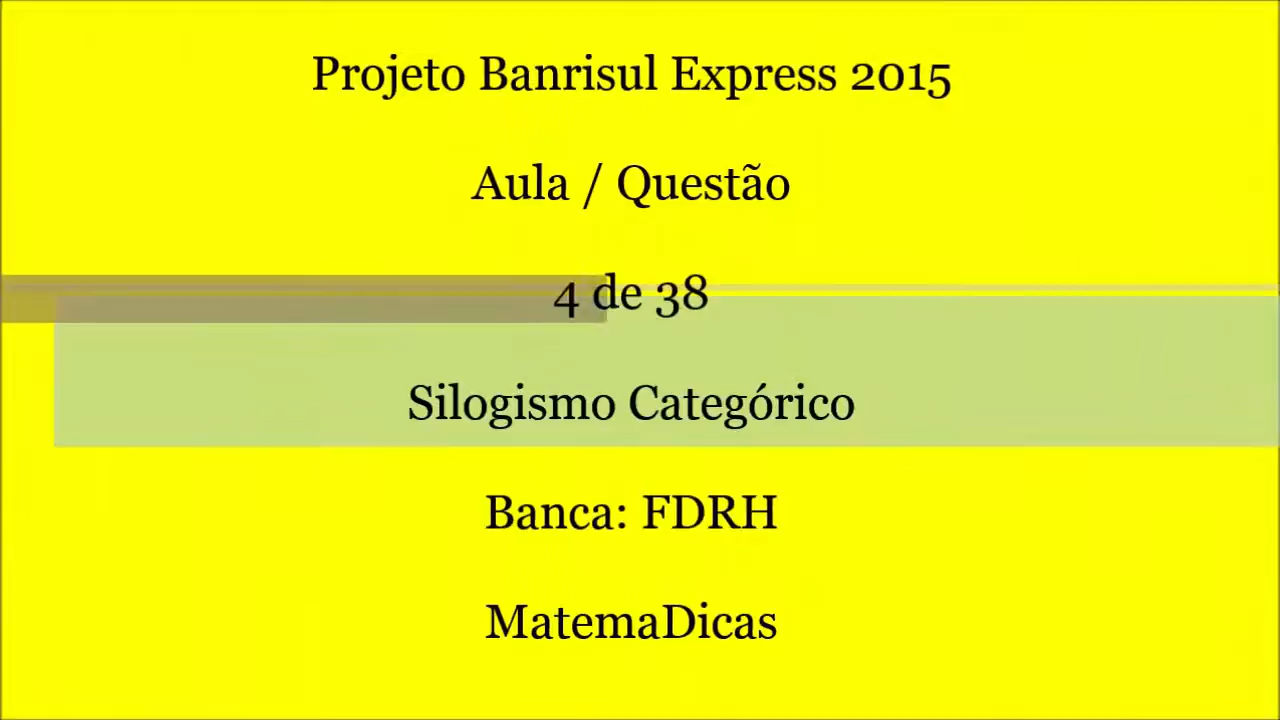 Projeto Banrisul Express 2015
Aula / Questão
4 de 38
Silogismo Categórico
Banca: FDRH
MatemaDicas